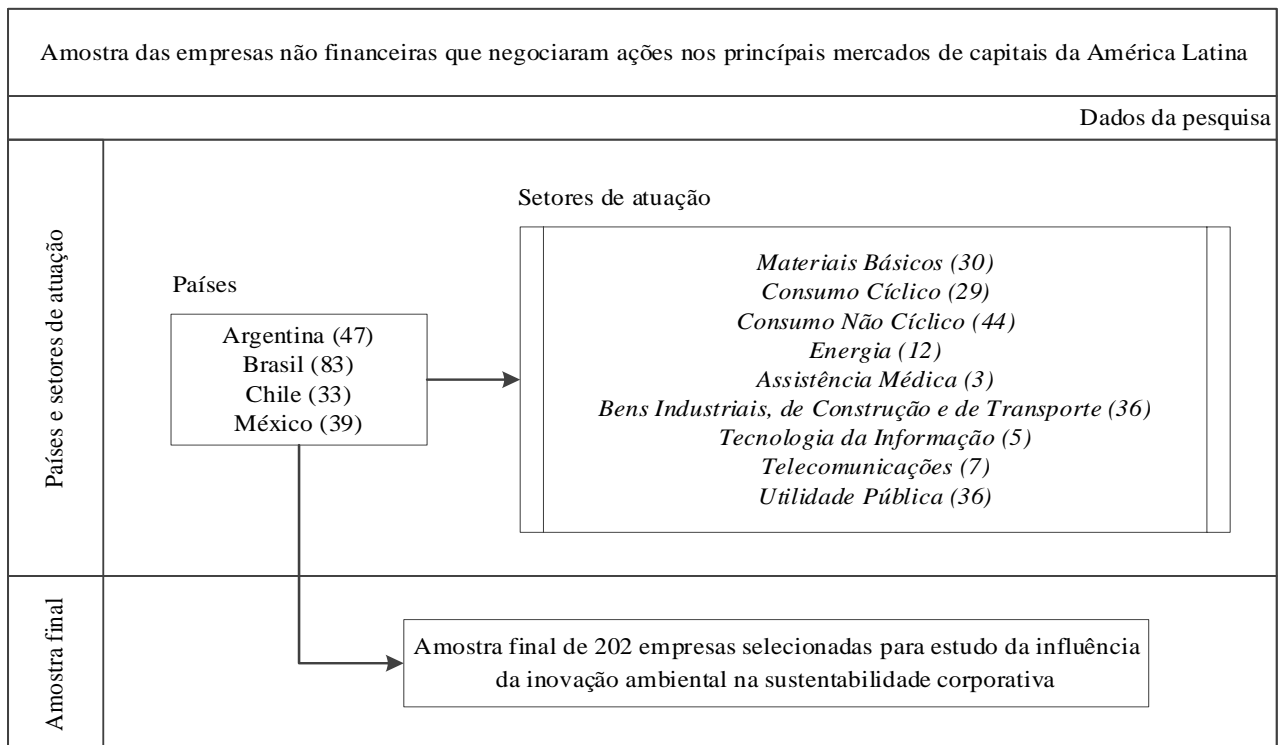 Amostra das empresas não financeiras que negociaram ações nos princípais mercados de capitais da América Latina
Dados da pesquisa
Países e setores de atuação
Países
Argentina (47)
Brasil (83)
Chile (33)
México (39)
Setores de atuação
Materiais Básicos (30)
Consumo Cíclico (29)
Consumo Não Cíclico (44)
Energia (12)
Assistência Médica (3)
Bens Industriais, de Construção e de Transporte (36)
Tecnologia da Informação (5)
Telecomunicações (7)
Utilidade Pública (36)
Amostra final
Amostra final de 202 empresas selecionadas para estudo da influência
da inovação ambiental na sustentabilidade corporativa